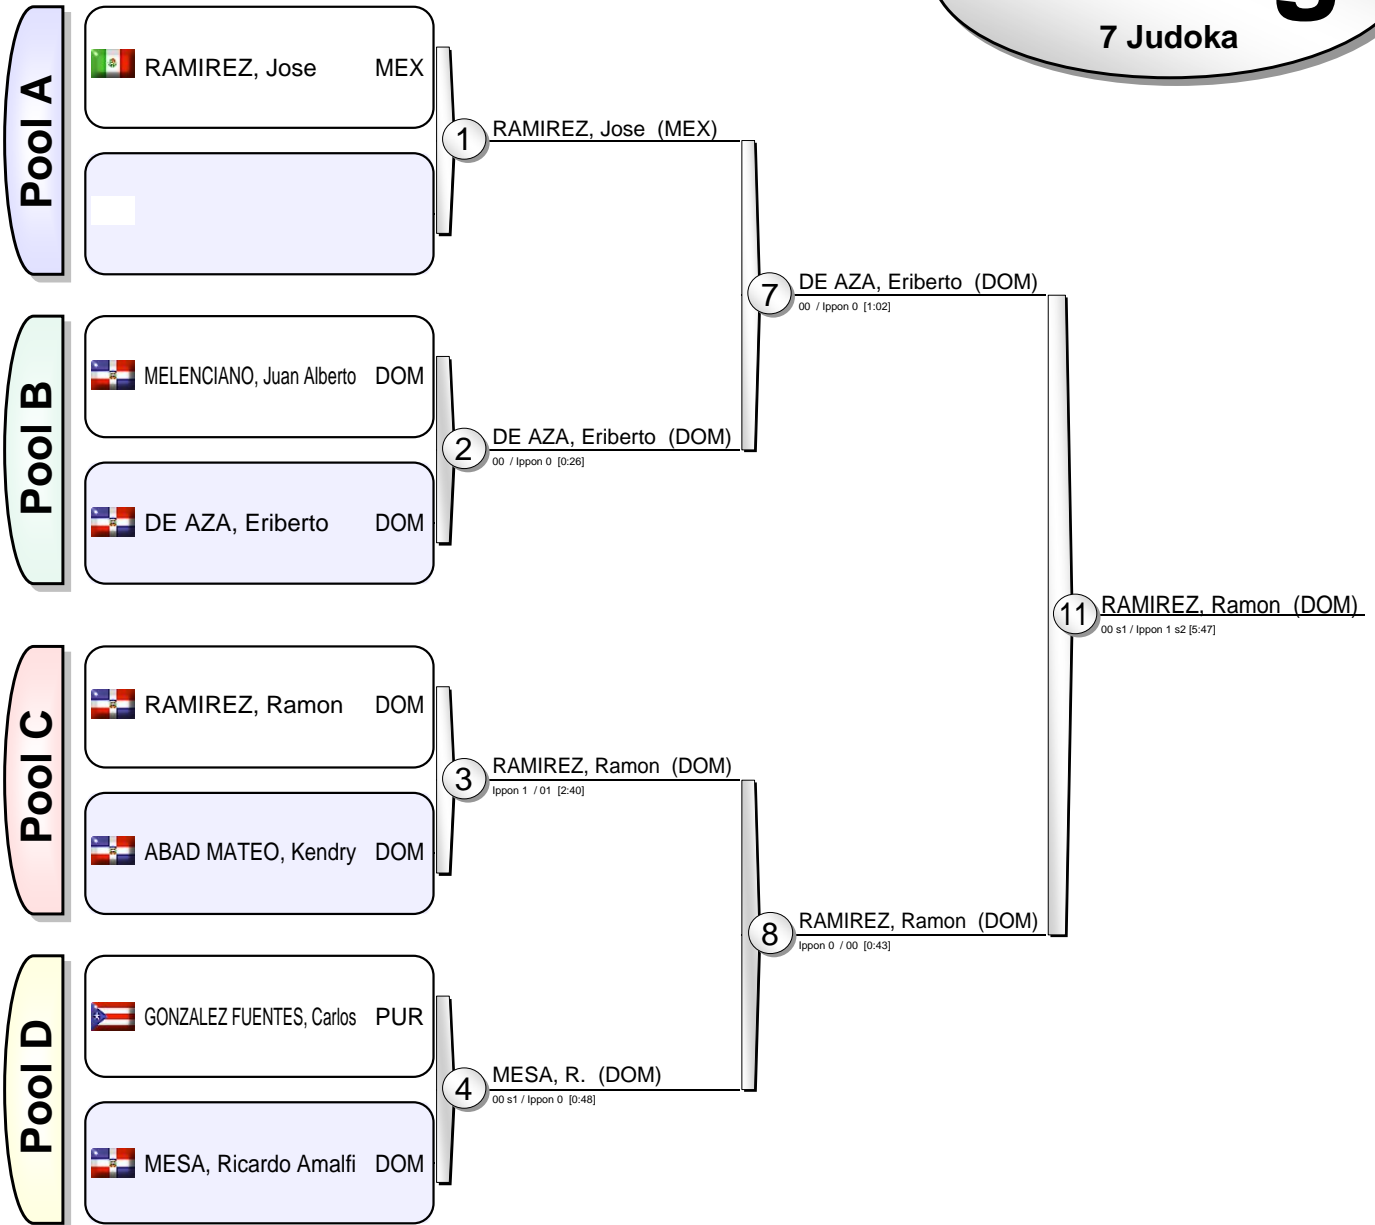 7 Judoka
Pool A
RAMIREZ, Jose MEX
1
RAMIREZ, Jose (MEX)
7
DE AZA, Eriberto (DOM)
00 / Ippon 0 [1:02]
Pool B
MELENCIANO, Juan Alberto DOM
2
DE AZA, Eriberto (DOM)
00 / Ippon 0 [0:26]
DE AZA, Eriberto DOM
11
RAMIREZ, Ramon (DOM)
00 s1 / Ippon 1 s2 [5:47]
Pool C
RAMIREZ, Ramon DOM
3
RAMIREZ, Ramon (DOM)
Ippon 1 / 01 [2:40]
ABAD MATEO, Kendry DOM
8
RAMIREZ, Ramon (DOM)
Ippon 0 / 00 [0:43]
Pool D
GONZALEZ FUENTES, Carlos PUR
4
MESA, R. (DOM)
00 s1 / Ippon 0 [0:48]
MESA, Ricardo Amalfi DOM